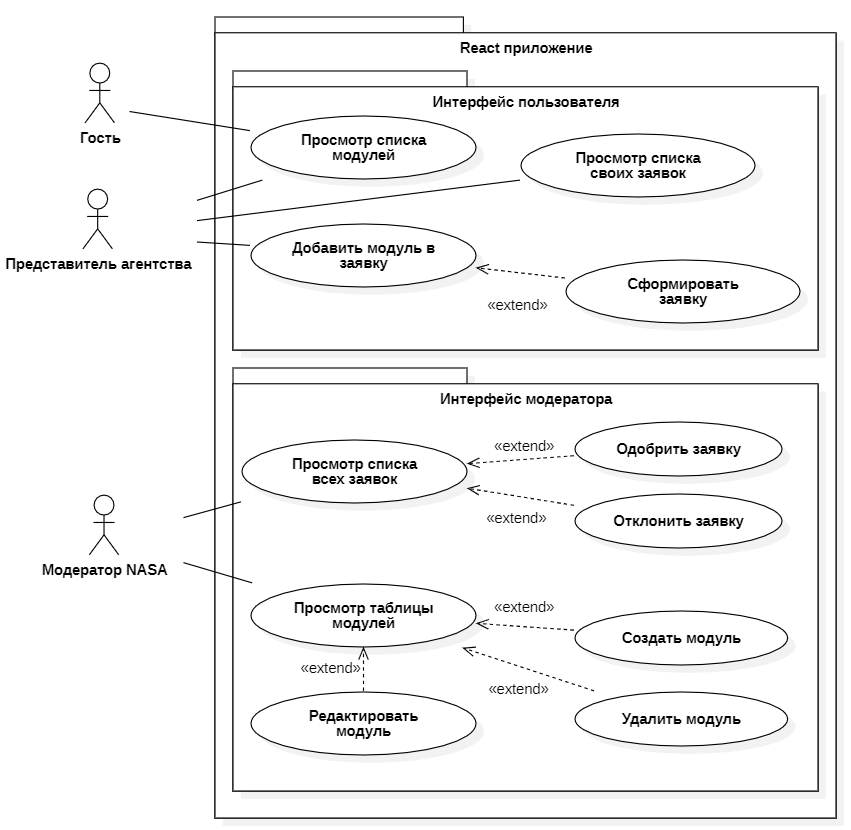 React приложение
Интерфейс пользователя
Гость
Просмотр списка
модулей
Просмотр списка
своих заявок
Представитель агентства
Добавить модуль в
заявку
«extend»
Сформировать
заявку
Интерфейс модератора
Просмотр списка
всех заявок
«extend»
Одобрить заявку
«extend»
Отклонить заявку
Модератор NASA
Просмотр таблицы
модулей
«extend»
Создать модуль
«extend»
«extend»
Редактировать
модуль
Удалить модуль